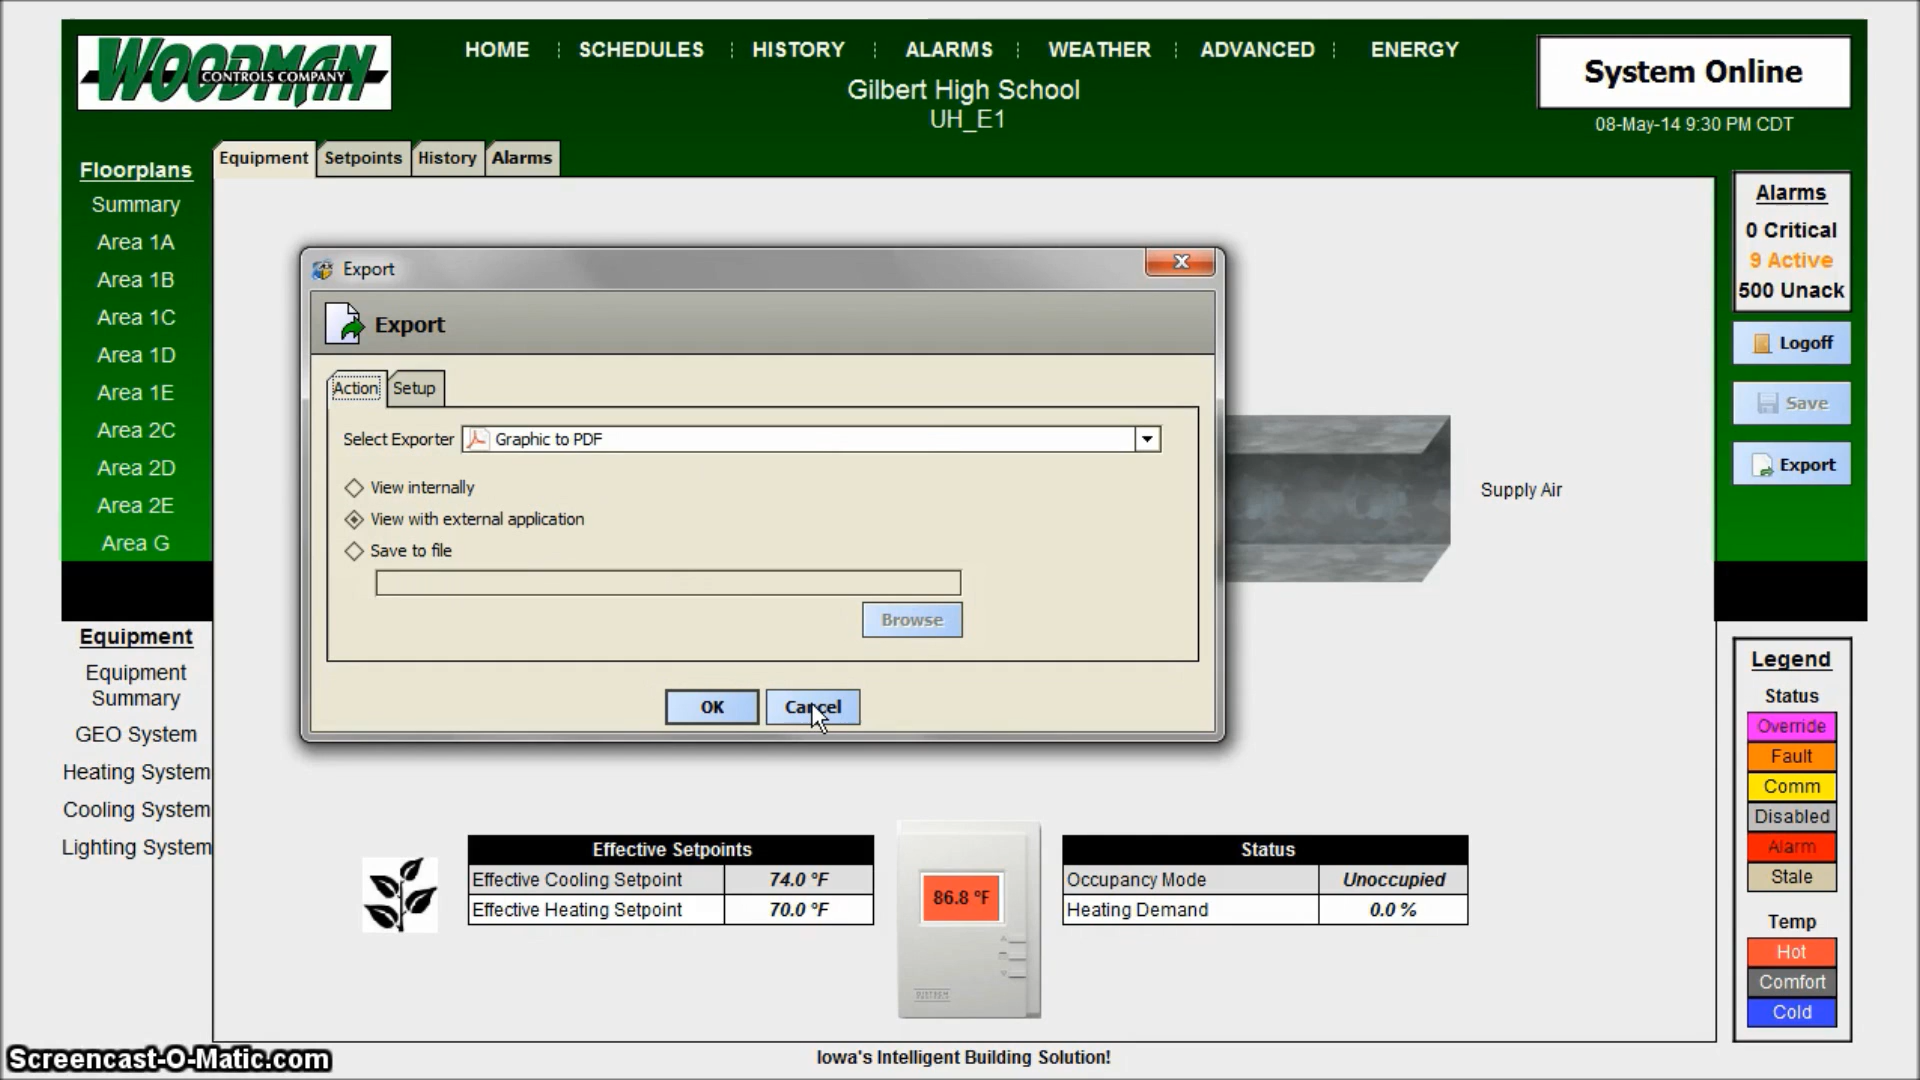 WOODMAN
CONTROLS COMPANY
HOME SCHEDULES HISTORY ALARMS WEATHER ADVANCED ENERGY
Gilbert High School
UH_E1
System Online
08-May-14 9:30 PM CDT
Floorplans
Summary
Area 1A
Area 1B
Area 1C
Area 1D
Area 1E
Area 2C
Area 2D
Area 2E
Area G
Equipment
Equipment
Summary
GEO System
Heating System
Cooling System
Lighting System
Equipment Setpoints History Alarms
Export
Export
Action Setup
Select Exporter Graphic to PDF
View internally
View with external application
Save to file
Browse
OK Cancel
Supply Air
Effective Setpoints
Effective Cooling Setpoint 74.0 °F
Effective Heating Setpoint 70.0 °F
86.8 °F
Status
Occupancy Mode Unoccupied
Heating Demand 0.0 %
Alarms
0 Critical
9 Active
500 Unack
Logoff
Save
Export
Legend
Status
Override
Fault
Comm
Disabled
Alarm
Stale
Temp
Hot
Comfort
Cold
Iowa's Intelligent Building Solution!
Screencast-O-Matic.com